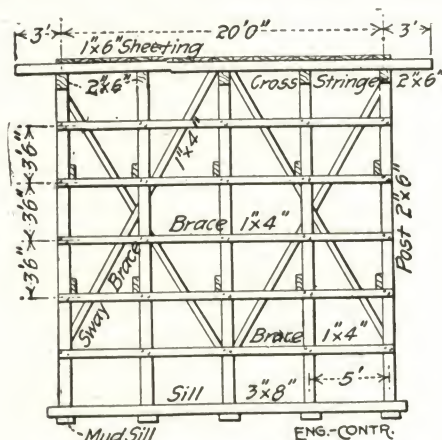 3' 20'0" 3'
1"x6"Sheeting
2"x6" Cross Stringer 2"x6"
1"x4"
3'6"
3'6"
3'6"
Brace 1"x4"
Post 2"x6"
Sway Brace
Brace 1"x4"
5'
Sill 3"x8"
Mud Sill ENG.-CONTR.